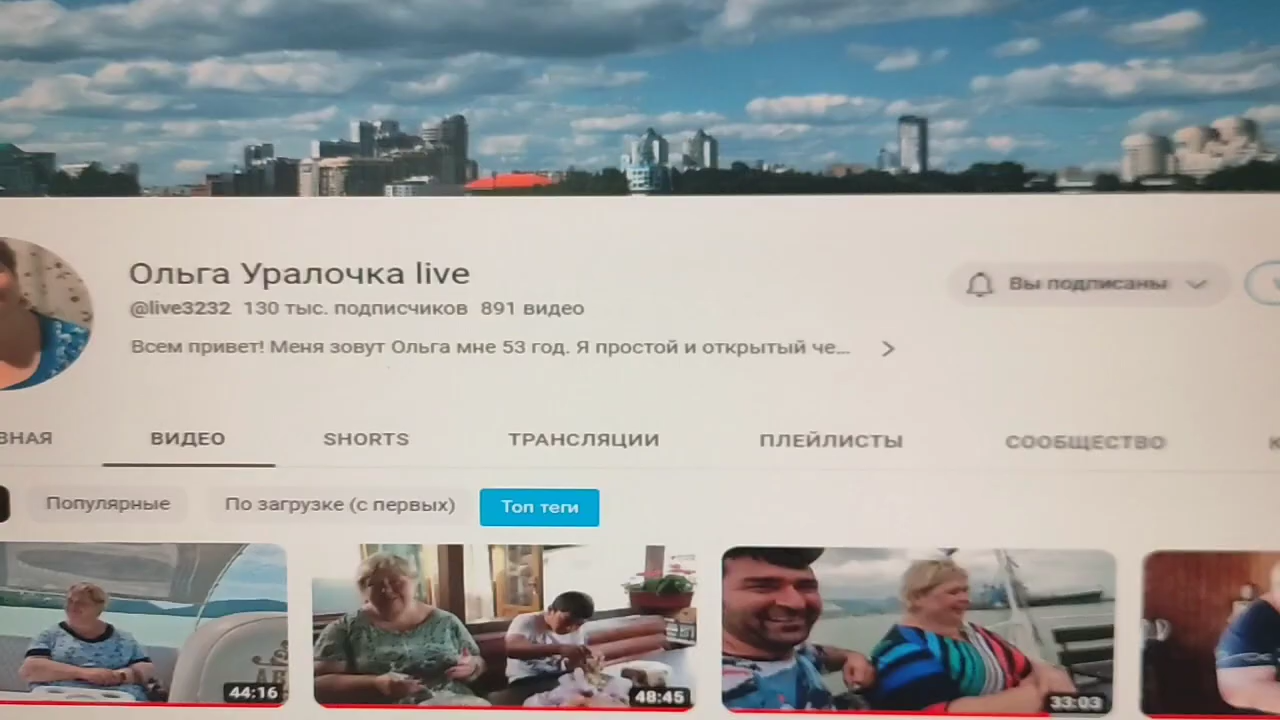 Ольга Уралочка live
@live3232 130 тыс. подписчиков 891 видео
Всем привет! Меня зовут Ольга мне 53 год. Я простой и открытый че...
Вы подписаны
ВНАЯ ВИДЕО SHORTS ТРАНСЛЯЦИИ ПЛЕЙЛИСТЫ СООБЩЕСТВО
Популярные По загрузке (с первых) Топ теги
44:16 48:45 33:03